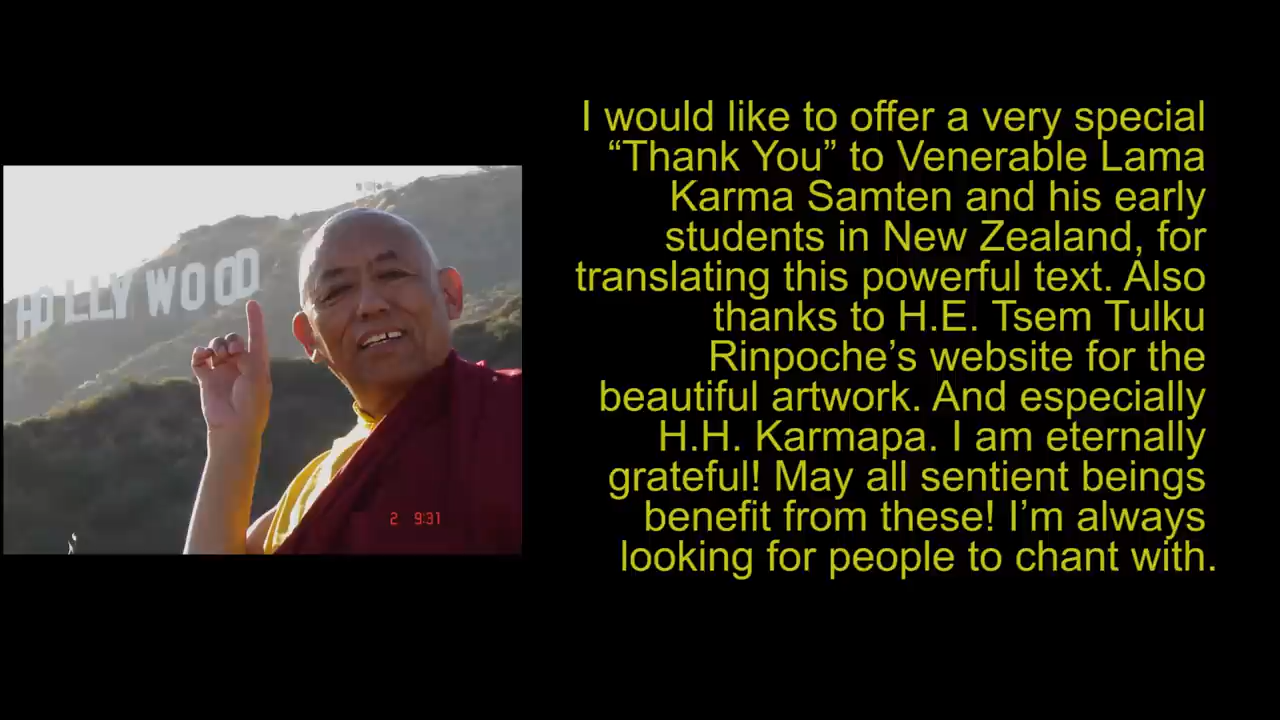 HOLLYWOOD
2 9:31
I would like to offer a very special
“Thank You” to Venerable Lama
Karma Samten and his early
students in New Zealand, for
translating this powerful text. Also
thanks to H.E. Tsem Tulku
Rinpoche’s website for the
beautiful artwork. And especially
H.H. Karmapa. I am eternally
grateful! May all sentient beings
benefit from these! I’m always
looking for people to chant with.